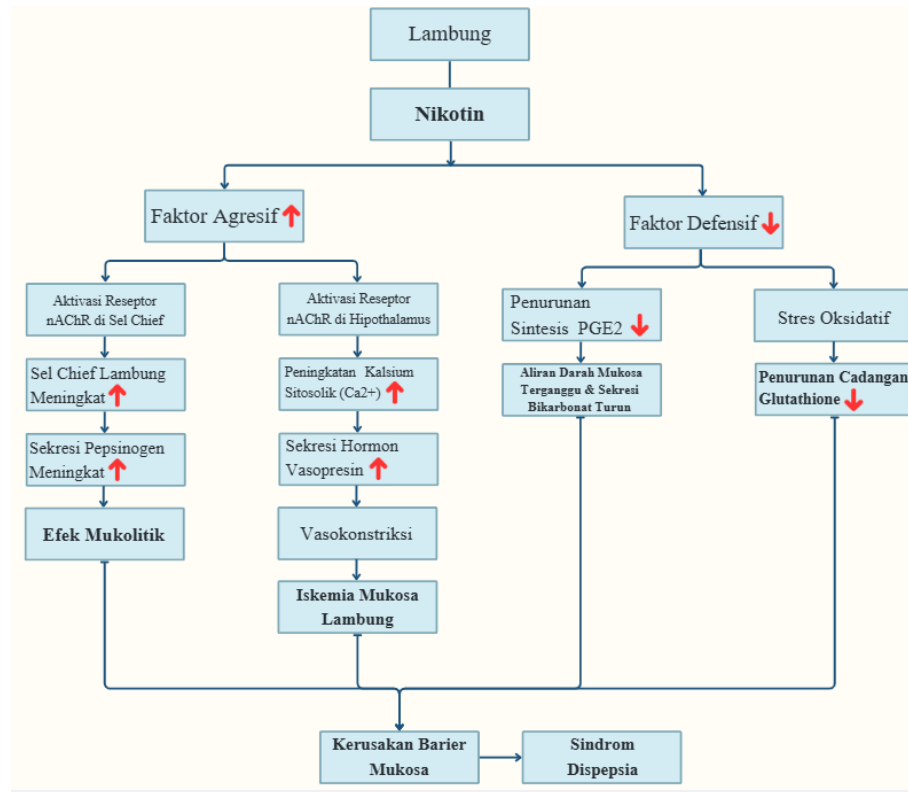 Lambung
Nikotin
Faktor Agresif
Faktor Defensif
Aktivasi Reseptor
nAChR di Sel Chief
Aktivasi Reseptor
nAChR di Hipothalamus
Penurunan
Sintesis PGE2
Stres Oksidatif
Sel Chief Lambung
Meningkat
Peningkatan Kalsium
Sitosolik (Ca2+)
Aliran Darah Mukosa
Terganggu & Sekresi
Bikarbonat Turun
Penurunan Cadangan
Glutathione
Sekresi Pepsinogen
Meningkat
Sekresi Hormon
Vasopresin
Efek Mukolitik
Vasokonstriksi
Iskemia Mukosa
Lambung
Kerusakan Barier
Mukosa
Sindrom
Dispepsia